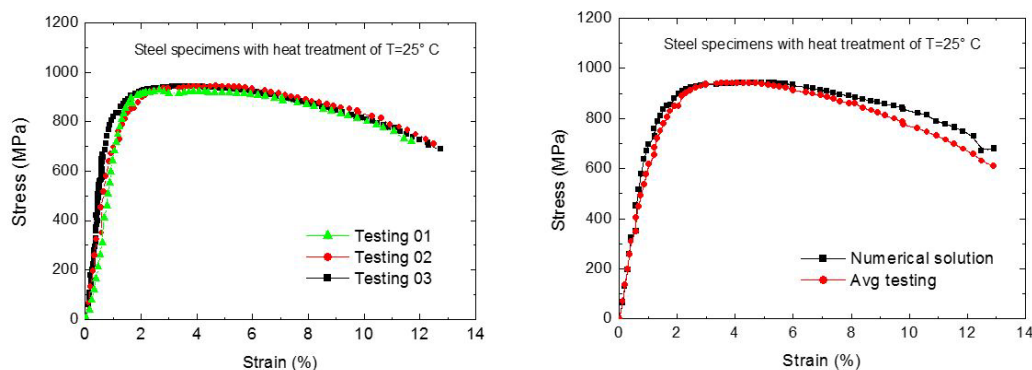 1200
1000
800
600
400
200
0
Stress (MPa)
Steel specimens with heat treatment of T=25° C
Testing 01
Testing 02
Testing 03
0 2 4 6 8 10 12 14
Strain (%)
1200
1000
800
600
400
200
0
Stress (MPa)
Steel specimens with heat treatment of T=25° C
Numerical solution
Avg testing
0 2 4 6 8 10 12 14
Strain (%)